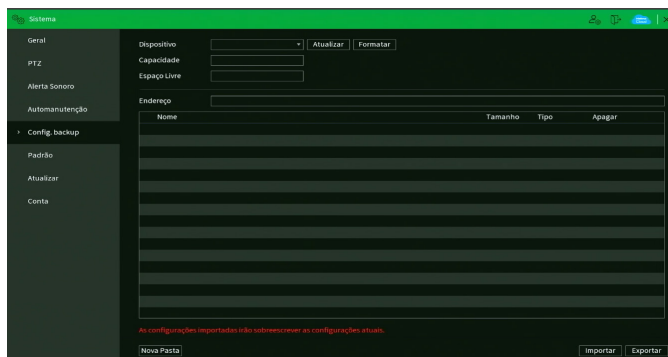 Sistema
Geral
PTZ
Alerta Sonoro
Automanutenção
Config. backup
Padrão
Atualizar
Conta
Dispositivo Atualizar Formatar
Capacidade
Espaço Livre
Endereço
Nome Tamanho Tipo Apagar
As configurações importadas irão sobreescrever as configurações atuais.
Nova Pasta Importar Exportar